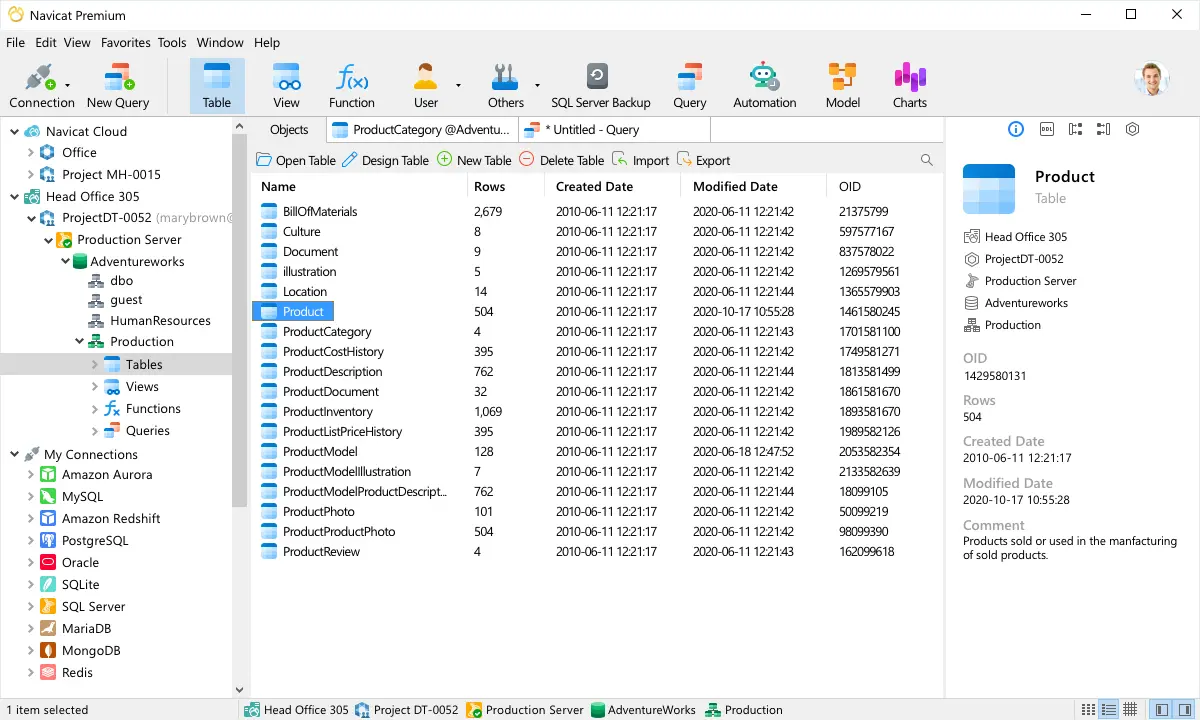 Navicat Premium
File Edit View Favorites Tools Window Help
Connection New Query Table View Function User Others SQL Server Backup Query Automation Model Charts
f(x)
Navicat Cloud
Office
Project MH-0015
Head Office 305
ProjectDT-0052 (marybrown@
Production Server
Adventureworks
dbo
guest
HumanResources
Production
Tables
Views
Functions
Queries
My Connections
Amazon Aurora
MySQL
Amazon Redshift
PostgreSQL
Oracle
SQLite
SQL Server
MariaDB
MongoDB
Redis
Objects ProductCategory @Adventu... * Untitled - Query
Open Table Design Table New Table Delete Table Import Export
Name Rows Created Date Modified Date OID
BillOfMaterials 2,679 2010-06-11 12:21:17 2020-06-11 12:21:42 21375799
Culture 8 2010-06-11 12:21:17 2020-06-11 12:21:42 597577167
Document 9 2010-06-11 12:21:17 2020-06-11 12:21:42 837578022
illustration 5 2010-06-11 12:21:17 2020-06-11 12:21:42 1269579561
Location 14 2010-06-11 12:21:17 2020-06-11 12:21:44 1365579903
Product 504 2010-06-11 12:21:17 2020-10-17 10:55:28 1461580245
ProductCategory 4 2010-06-11 12:21:17 2020-06-11 12:21:43 1701581100
ProductCostHistory 395 2010-06-11 12:21:17 2020-06-11 12:21:42 1749581271
ProductDescription 762 2010-06-11 12:21:17 2020-06-11 12:21:44 1813581499
ProductDocument 32 2010-06-11 12:21:17 2020-06-11 12:21:42 1861581670
ProductInventory 1,069 2010-06-11 12:21:17 2020-06-11 12:21:42 1893581670
ProductListPriceHistory 395 2010-06-11 12:21:17 2020-06-11 12:21:42 1989582126
ProductModel 128 2010-06-11 12:21:17 2020-06-18 12:47:52 2053582354
ProductModelIllustration 7 2010-06-11 12:21:17 2020-06-11 12:21:42 2133582639
ProductModelProductDescript... 762 2010-06-11 12:21:17 2020-06-11 12:21:44 18099105
ProductPhoto 101 2010-06-11 12:21:17 2020-06-11 12:21:42 50099219
ProductProductPhoto 504 2010-06-11 12:21:17 2020-06-11 12:21:42 98099390
ProductReview 4 2010-06-11 12:21:17 2020-06-11 12:21:43 162099618
DDL
Product
Table
Head Office 305
ProjectDT-0052
Production Server
Adventureworks
Production
OID
1429580131
Rows
504
Created Date
2010-06-11 12:21:17
Modified Date
2020-10-17 10:55:28
Comment
Products sold or used in the manfacturing
of sold products.
1 item selected Head Office 305 Project DT-0052 Production Server AdventureWorks Production